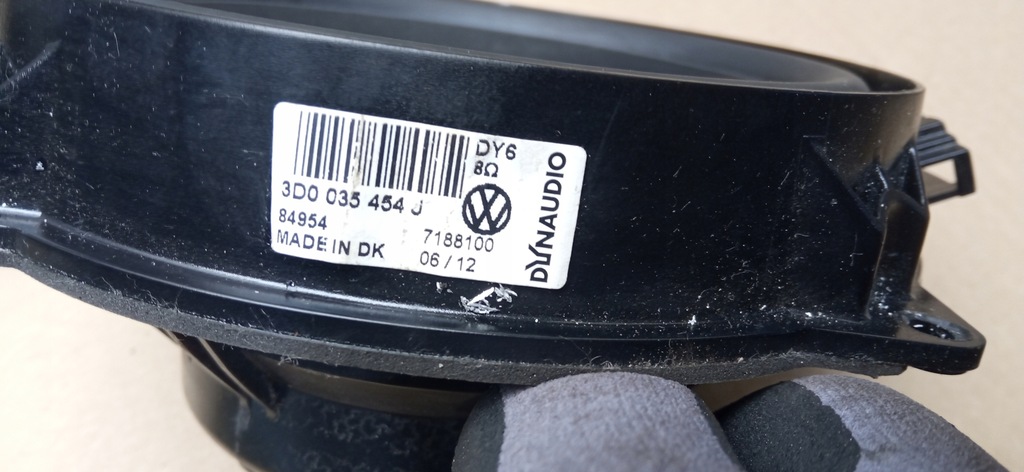 DY6
8Ω
3D0 035 454 J
84954
7188100
MADE IN DK
06/12
DYNAUDIO